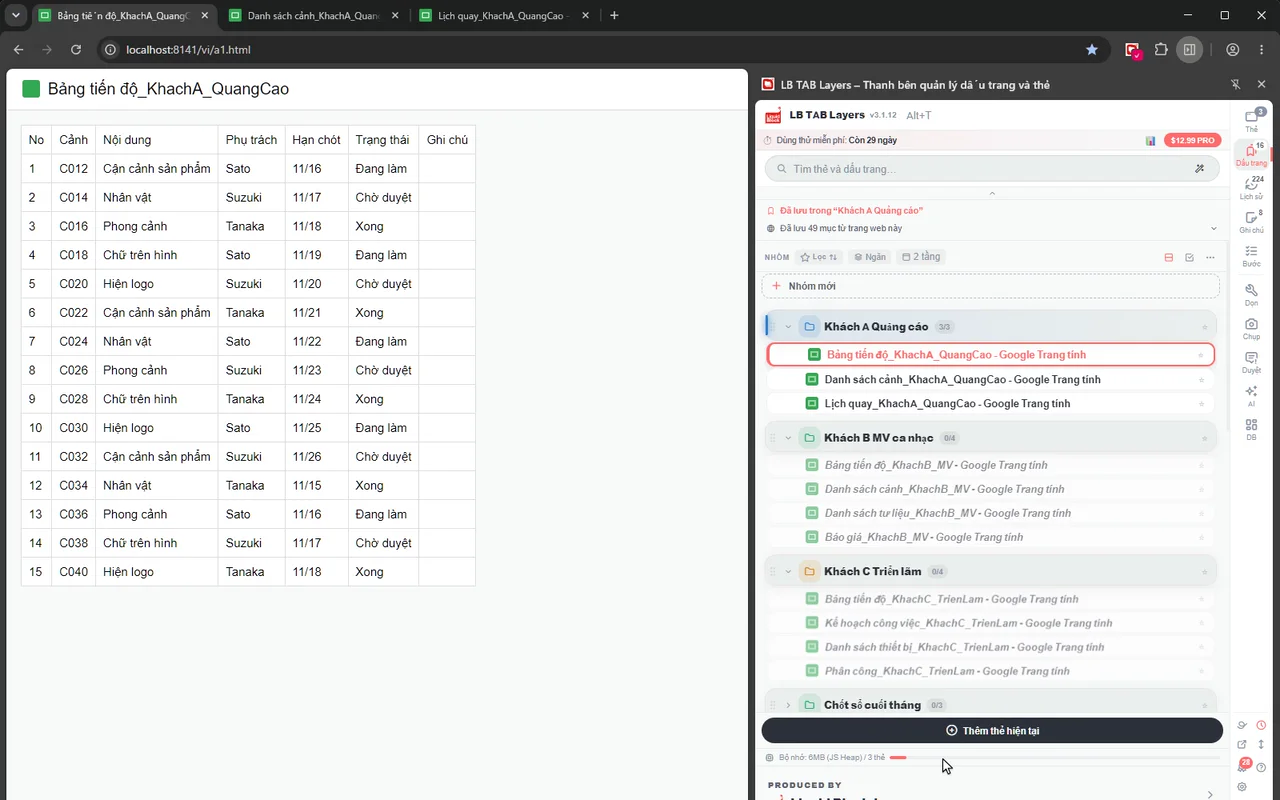 Bảng tiến độ_KhachA_QuangC
Danh sách cảnh_KhachA_Quan
Lịch quay_KhachA_QuangCao -
localhost:8141/vi/a1.html
Bảng tiến độ_KhachA_QuangCao
No Cảnh Nội dung Phụ trách Hạn chót Trạng thái Ghi chú
1 C012 Cận cảnh sản phẩm Sato 11/16 Đang làm
2 C014 Nhân vật Suzuki 11/17 Chờ duyệt
3 C016 Phong cảnh Tanaka 11/18 Xong
4 C018 Chữ trên hình Sato 11/19 Đang làm
5 C020 Hiện logo Suzuki 11/20 Chờ duyệt
6 C022 Cận cảnh sản phẩm Tanaka 11/21 Xong
7 C024 Nhân vật Sato 11/22 Đang làm
8 C026 Phong cảnh Suzuki 11/23 Chờ duyệt
9 C028 Chữ trên hình Tanaka 11/24 Xong
10 C030 Hiện logo Sato 11/25 Đang làm
11 C032 Cận cảnh sản phẩm Suzuki 11/26 Chờ duyệt
12 C034 Nhân vật Tanaka 11/15 Xong
13 C036 Phong cảnh Sato 11/16 Đang làm
14 C038 Chữ trên hình Suzuki 11/17 Chờ duyệt
15 C040 Hiện logo Tanaka 11/18 Xong
LB TAB Layers – Thanh bên quản lý dấu trang và thẻ
LB TAB Layers v3.1.12 Alt+T
Dùng thử miễn phí: Còn 29 ngày $12.99 PRO
Tìm thẻ và dấu trang…
Đã lưu trong “Khách A Quảng cáo”
Đã lưu 49 mục từ trang web này
NHÓM Lọc Ngăn 2 tầng
Nhóm mới
Khách A Quảng cáo 3/3
Bảng tiến độ_KhachA_QuangCao - Google Trang tính
Danh sách cảnh_KhachA_QuangCao - Google Trang tính
Lịch quay_KhachA_QuangCao - Google Trang tính
Khách B MV ca nhạc 0/4
Bảng tiến độ_KhachB_MV - Google Trang tính
Danh sách cảnh_KhachB_MV - Google Trang tính
Danh sách tư liệu_KhachB_MV - Google Trang tính
Báo giá_KhachB_MV - Google Trang tính
Khách C Triển lãm 0/4
Bảng tiến độ_KhachC_TrienLam - Google Trang tính
Kế hoạch công việc_KhachC_TrienLam - Google Trang tính
Danh sách thiết bị_KhachC_TrienLam - Google Trang tính
Phân công_KhachC_TrienLam - Google Trang tính
Chốt sổ cuối tháng 0/3
Thêm thẻ hiện tại
Bộ nhớ: 6MB (JS Heap) / 3 thẻ
PRODUCED BY
3
Thẻ
16
Dấu trang
224
Lịch sử
8
Ghi chú
Bước
Dọn
Chụp
Duyệt
AI
DB
28